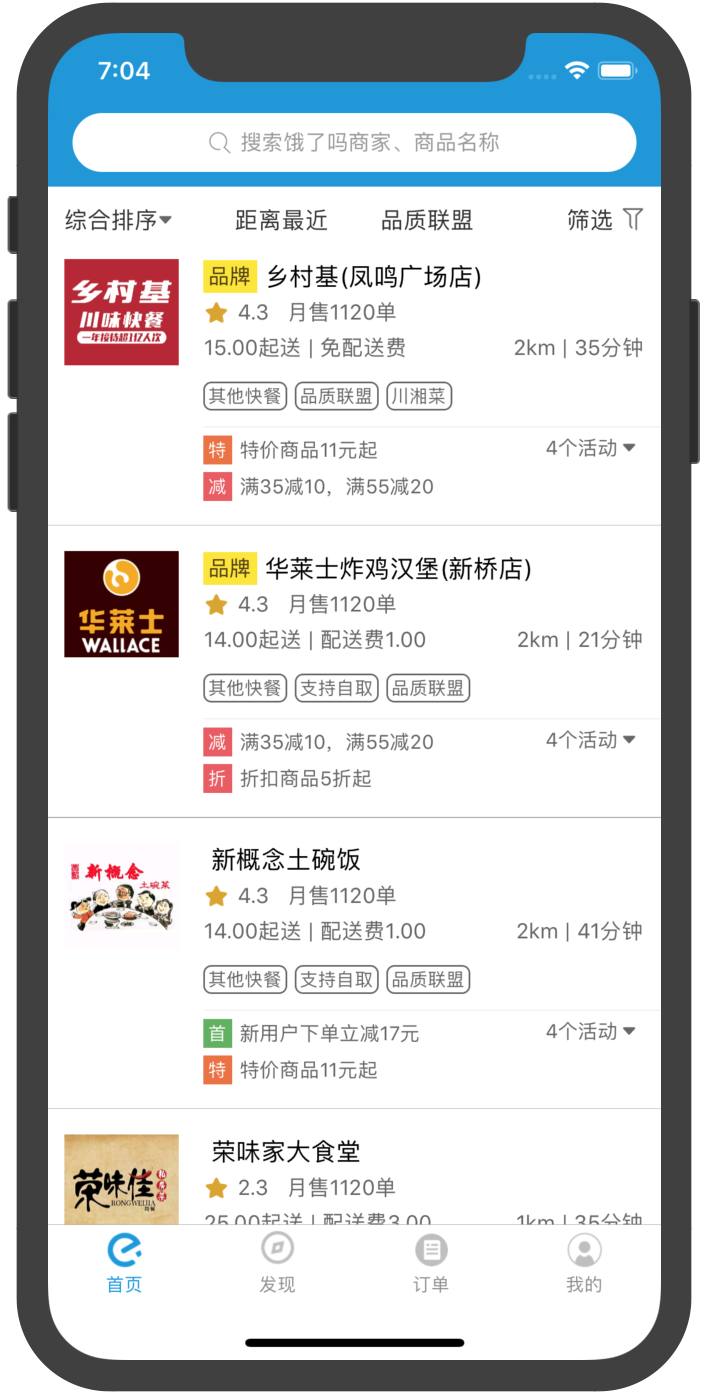 7:04
搜索饿了吗商家、商品名称
综合排序 距离最近 品质联盟 筛选
乡村基
川味快餐
一年接待超1亿人次
品牌 乡村基(凤鸣广场店)
4.3 月售1120单
15.00起送 | 免配送费 2km | 35分钟
其他快餐 品质联盟 川湘菜
特 特价商品11元起 4个活动
减 满35减10，满55减20
华莱士
WALLACE
品牌 华莱士炸鸡汉堡(新桥店)
4.3 月售1120单
14.00起送 | 配送费1.00 2km | 21分钟
其他快餐 支持自取 品质联盟
减 满35减10，满55减20 4个活动
折 折扣商品5折起
新概念
土碗菜
新概念土碗饭
4.3 月售1120单
14.00起送 | 配送费1.00 2km | 41分钟
其他快餐 支持自取 品质联盟
首 新用户下单立减17元 4个活动
特 特价商品11元起
荣味佳
RONGWEIJIA
荣味家大食堂
2.3 月售1120单
25.00起送 | 配送费3.00 1km | 35分钟
首页 发现 订单 我的